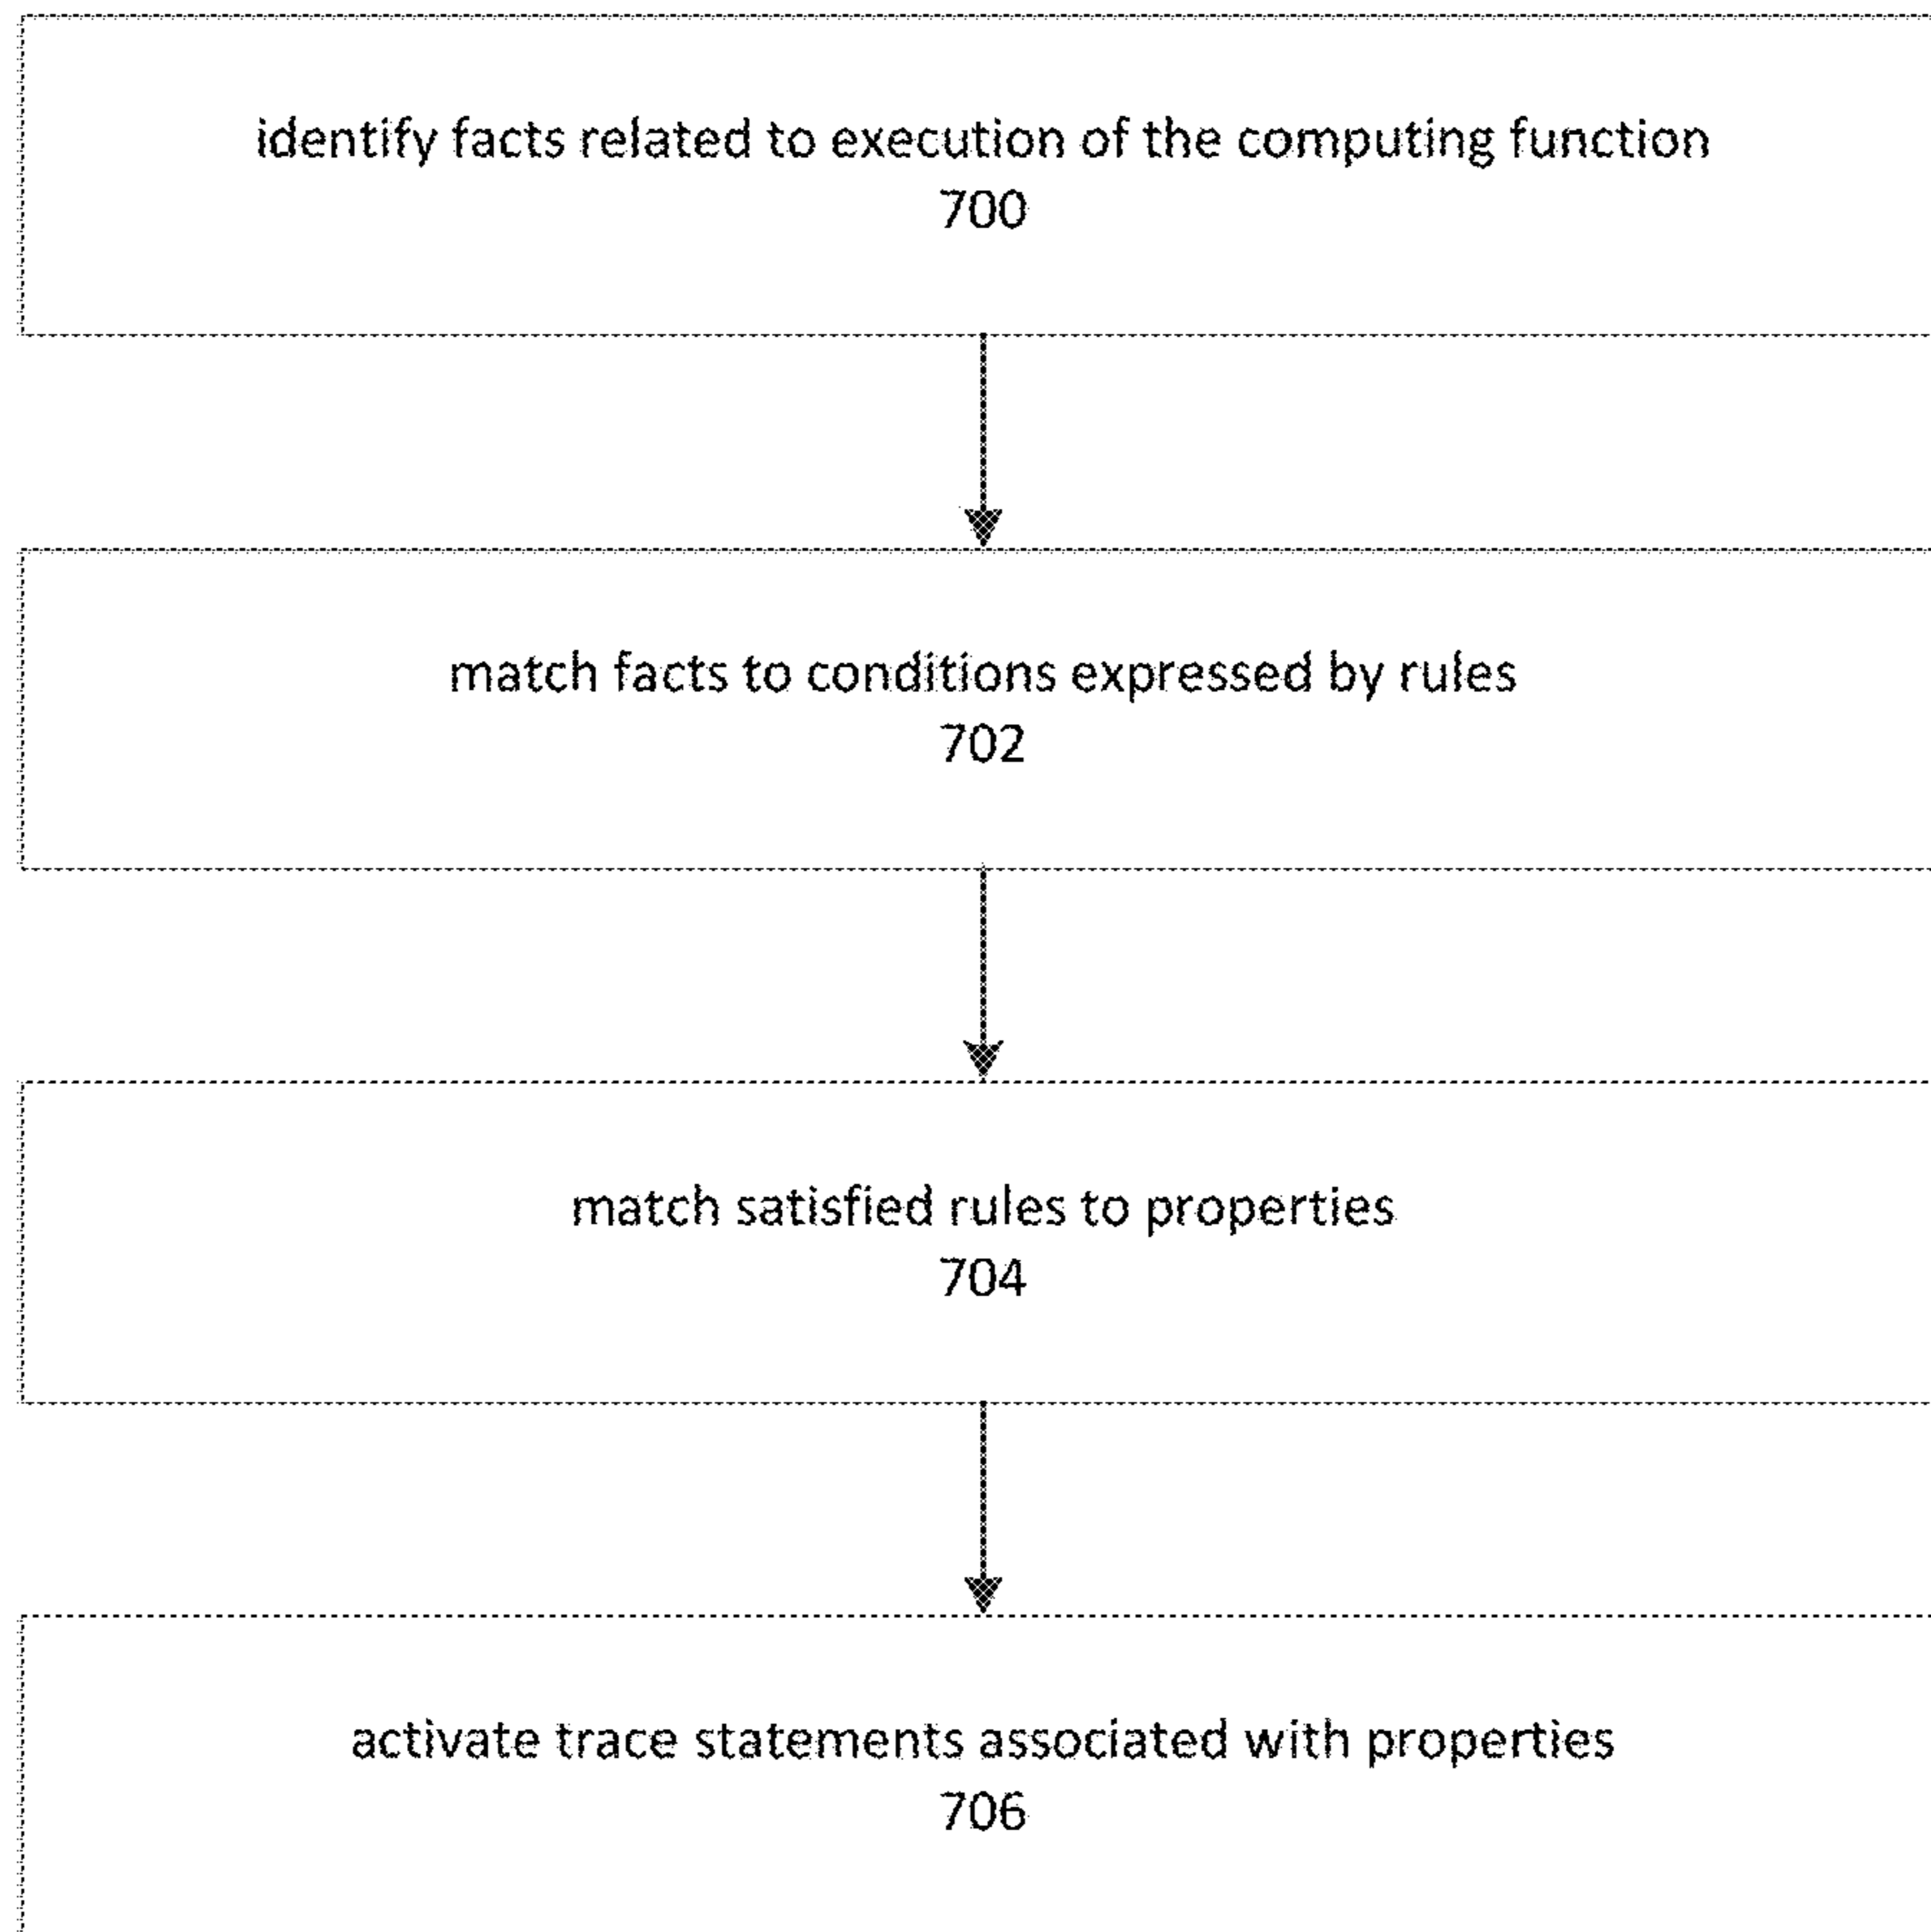 identify facts related to execution of the computing function
700
match facts to conditions expressed by rules
702
match satisfied rules to properties
704
activate trace statements associated with properties
706